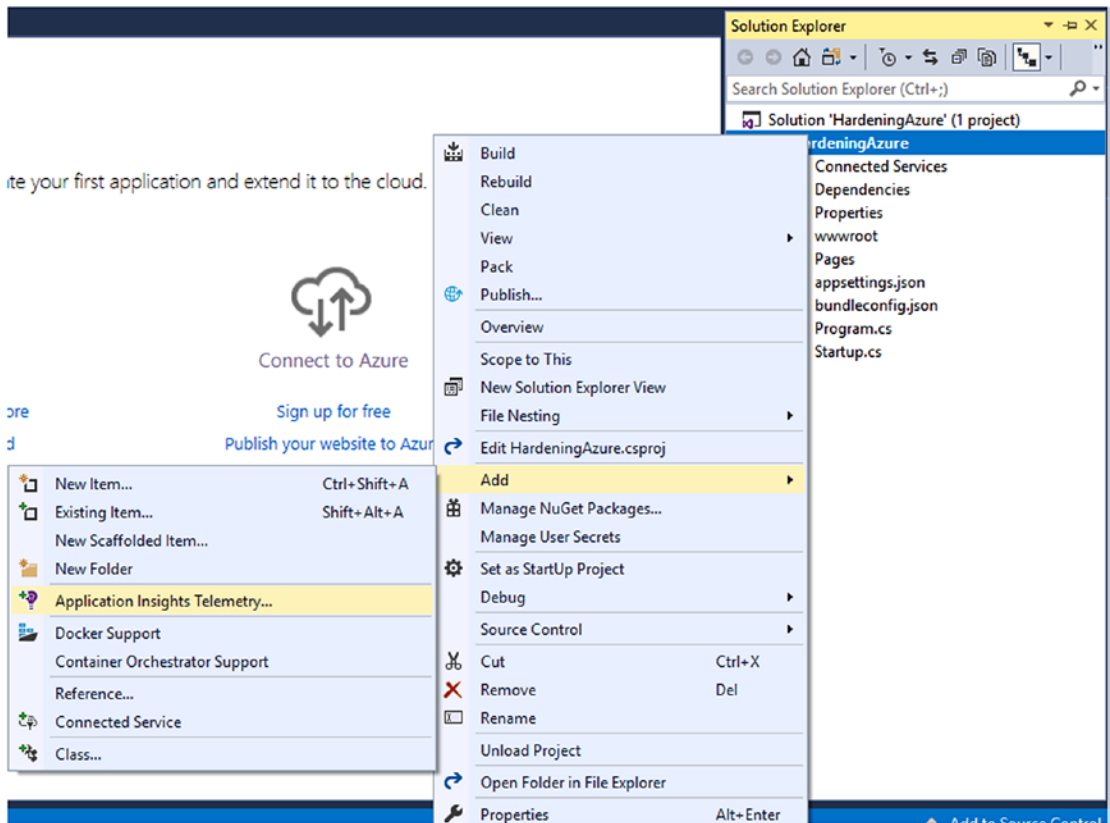 Solution Explorer
Search Solution Explorer (Ctrl+;)
Solution 'HardeningAzure' (1 project)
rdeningAzure
Connected Services
Dependencies
Properties
wwwroot
Pages
appsettings.json
bundleconfig.json
Program.cs
Startup.cs
your first application and extend it to the cloud.
Connect to Azure
Sign up for free
Publish your website to Azur
Build
Rebuild
Clean
View
Pack
Publish...
Overview
Scope to This
New Solution Explorer View
File Nesting
Edit HardeningAzure.csproj
Add
Manage NuGet Packages...
Manage User Secrets
Set as StartUp Project
Debug
Source Control
Cut Ctrl+X
Remove Del
Rename
Unload Project
Open Folder in File Explorer
Properties Alt+Enter
New Item... Ctrl+Shift+A
Existing Item... Shift+Alt+A
New Scaffolded Item...
New Folder
Application Insights Telemetry...
Docker Support
Container Orchestrator Support
Reference...
Connected Service
Class...
Add to Source Control